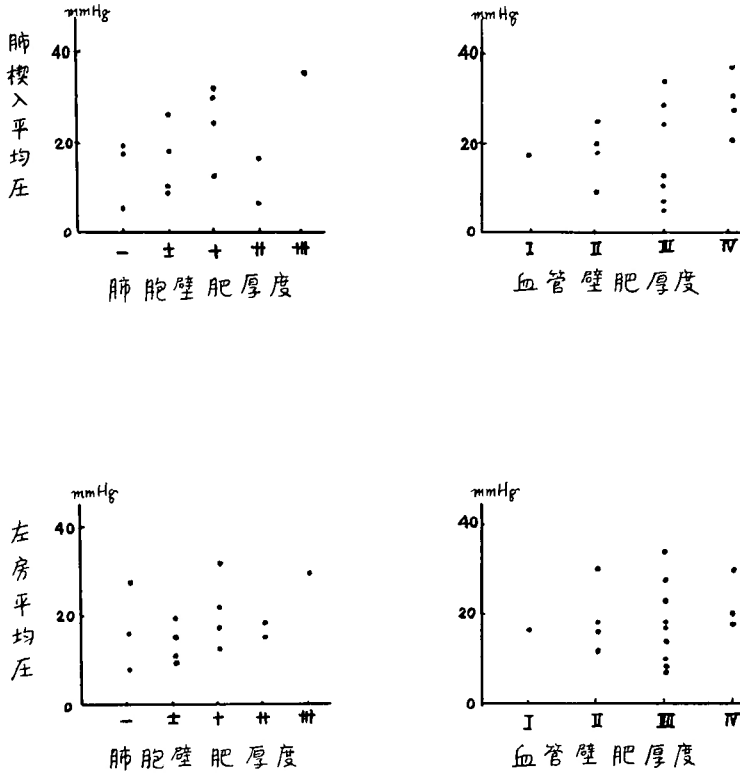 mmHg
肺楔入平均圧
40
20
0
− ± + ++ +++
肺胞壁肥厚度
mmHg
40
20
0
I II III IV
血管壁肥厚度
mmHg
左房平均圧
40
20
0
− ± + ++ +++
肺胞壁肥厚度
mmHg
40
20
0
I II III IV
血管壁肥厚度